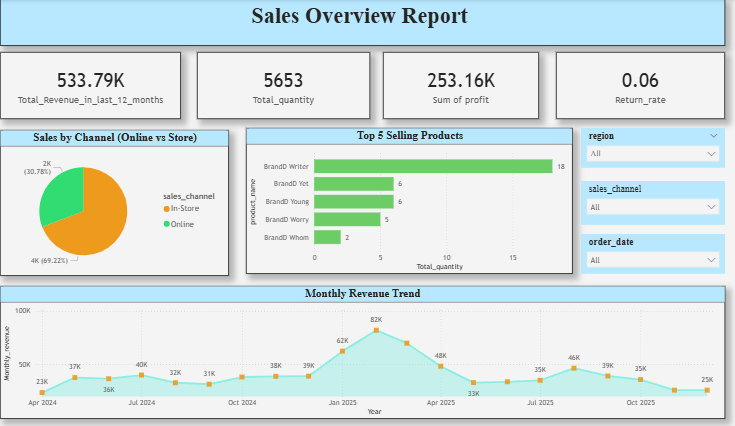 Sales Overview Report
533.79K
Total_Revenue_in_last_12_months
5653
Total_quantity
253.16K
Sum of profit
0.06
Return_rate
Sales by Channel (Online vs Store)
2K
(30.78%)
4K (69.22%)
sales_channel
In-Store
Online
Top 5 Selling Products
product_name
BrandD Writer
18
BrandD Yet
6
BrandD Young
6
BrandD Worry
5
BrandD Whom
2
0 5 10 15
Total_quantity
region
All
sales_channel
All
order_date
All
Monthly Revenue Trend
Monthly_revenue
100K
50K
23K 37K 36K 40K 32K 31K 38K 39K 62K 82K 48K 33K 35K 46K 39K 35K 25K
Apr 2024 Jul 2024 Oct 2024 Jan 2025 Apr 2025 Jul 2025 Oct 2025
Year